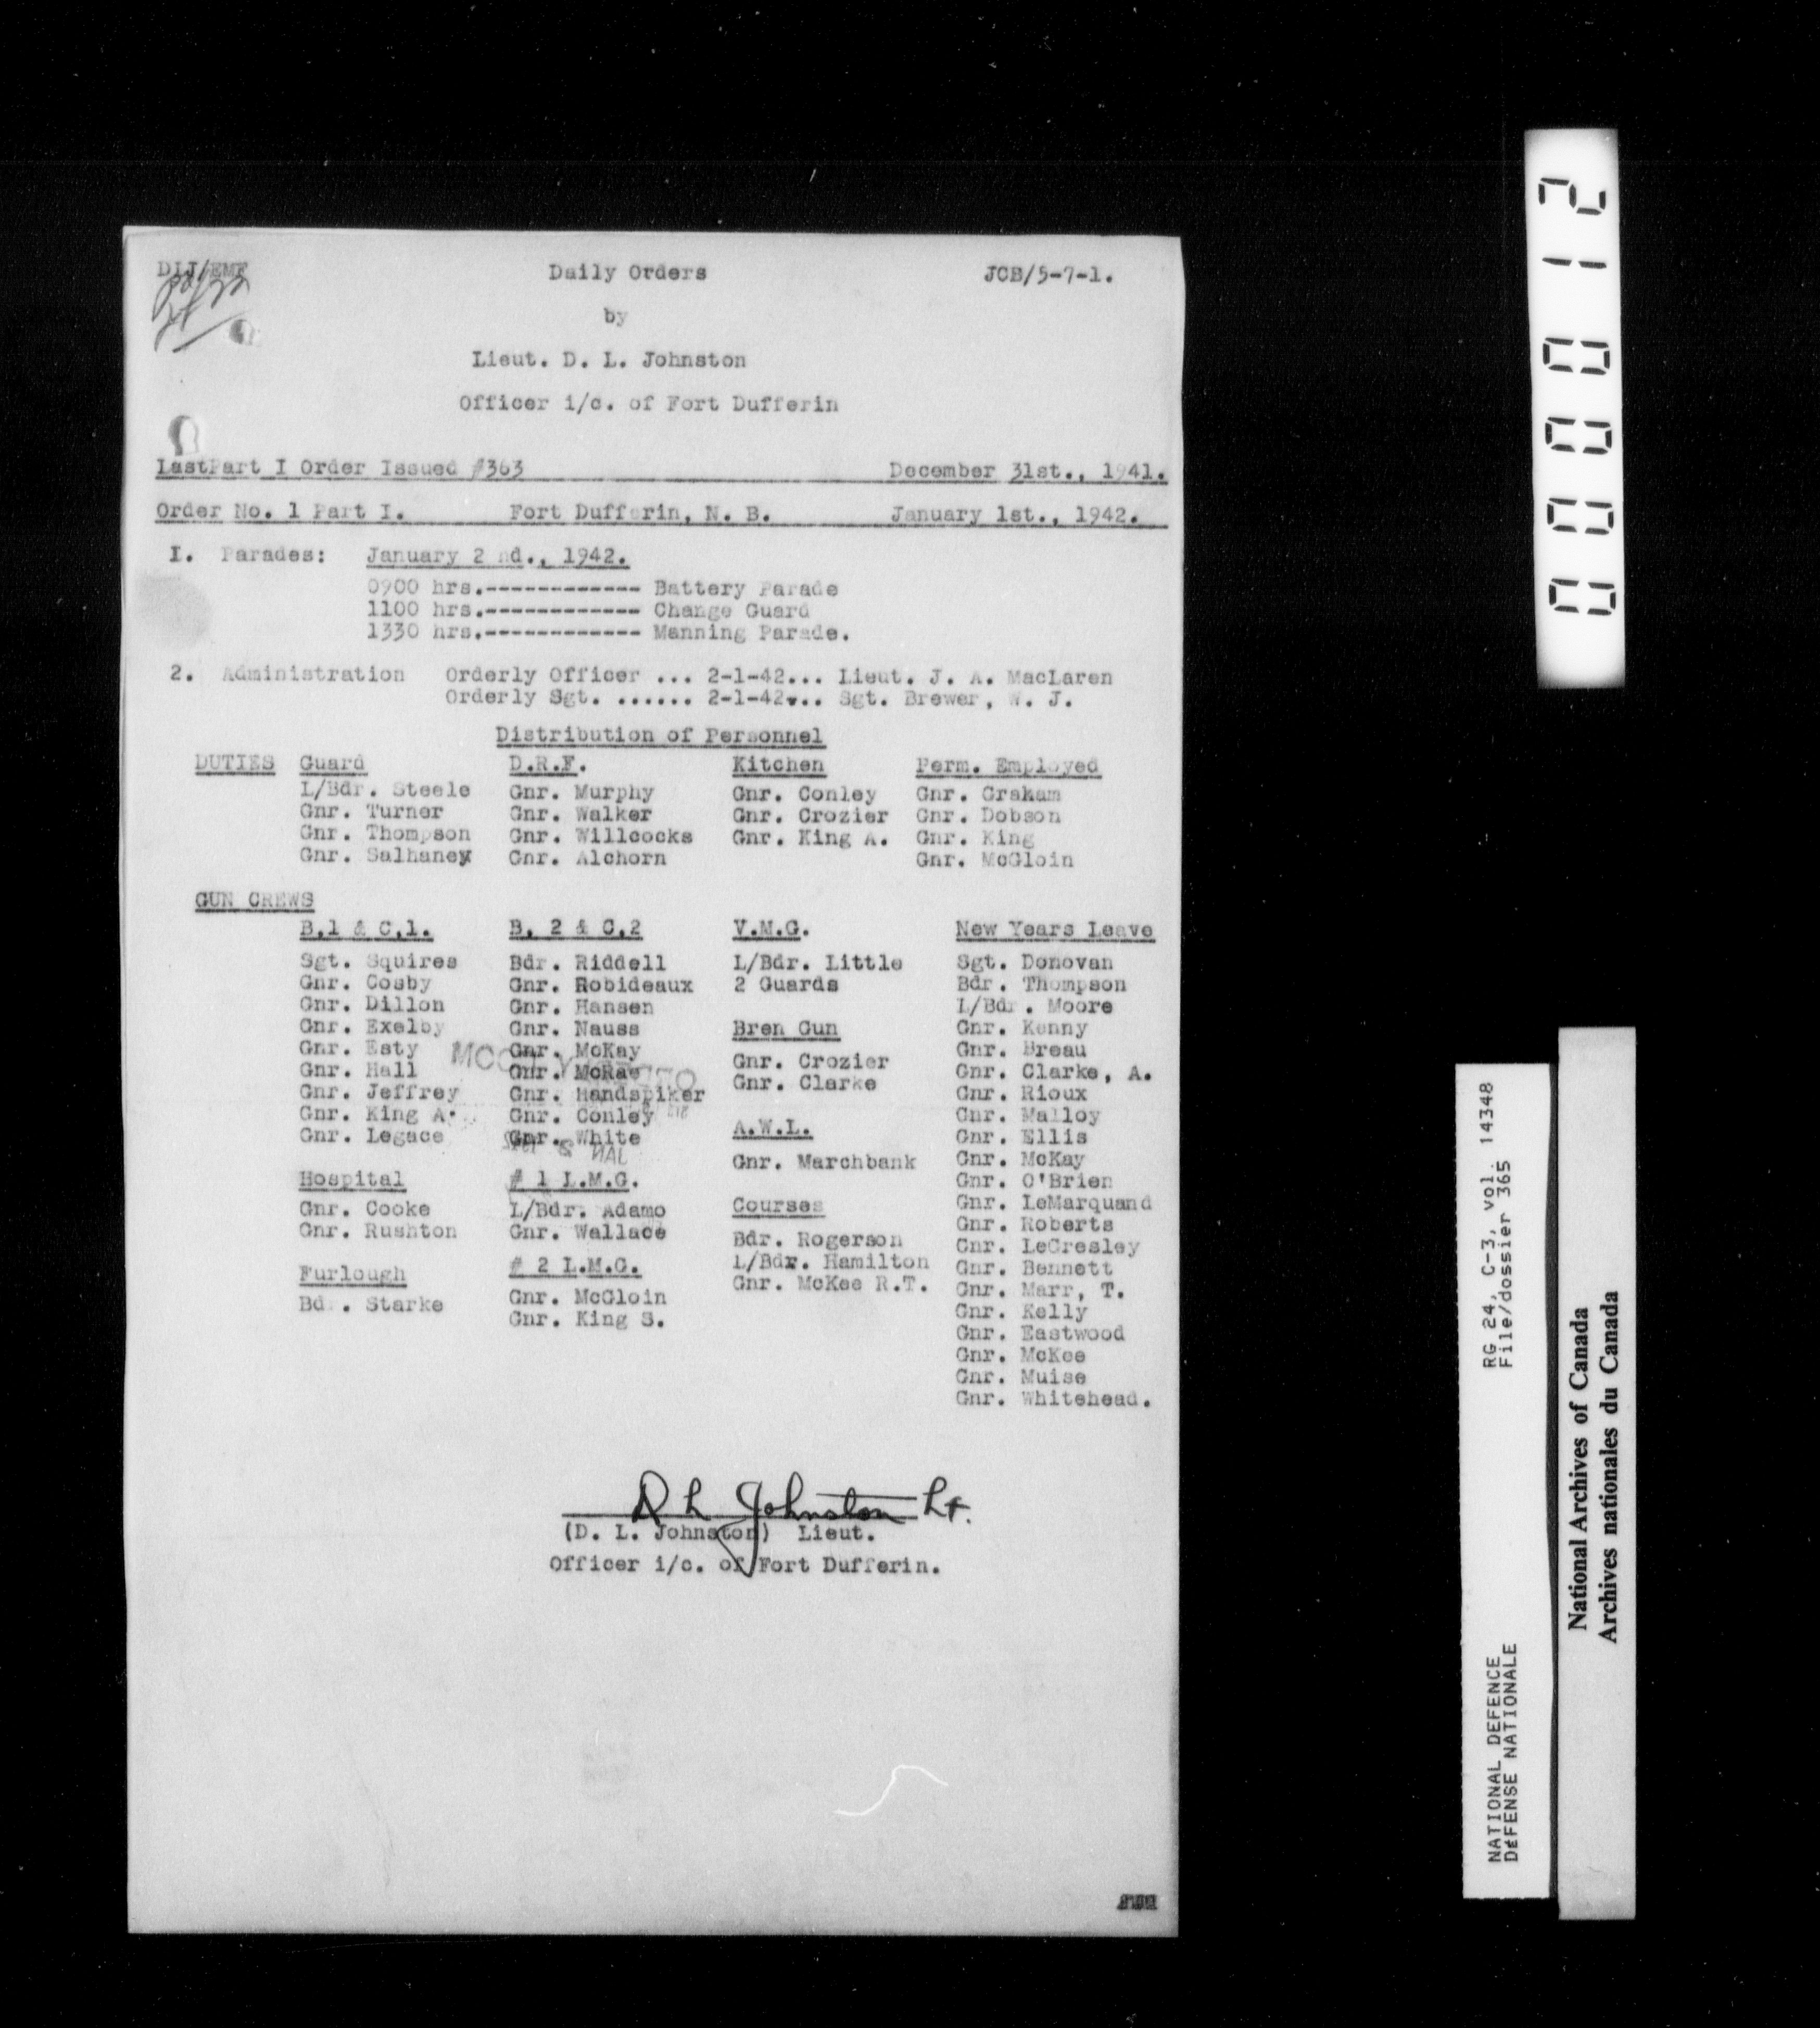 DLJ/EMF Daily Orders JCB/5-7-1.
by
Lieut. D. L. Johnston
Officer i/c. of Fort Dufferin
LastPart I Order Issued #363 December 31st., 1941.
Order No. 1 Part I. Fort Dufferin, N. B. January 1st., 1942.
I. Parades: January 2 nd., 1942.
0900 hrs.------------ Battery Parade
1100 hrs.------------ Change Guard
1330 hrs.------------ Manning Parade.
2. Administration Orderly Officer ... 2-1-42... Lieut. J. A. MacLaren
Orderly Sgt. ...... 2-1-42... Sgt. Brewer, W. J.
Distribution of Personnel
DUTIES Guard D.R.F. Kitchen Perm. Employed
L/Bdr. Steele Gnr. Murphy Gnr. Conley Gnr. Graham
Gnr. Turner Gnr. Walker Gnr. Crozier Gnr. Dobson
Gnr. Thompson Gnr. Willcocks Gnr. King A. Gnr. King
Gnr. Salhaney Gnr. Alchorn Gnr. McGloin
GUN CREWS
B.1 & C.1.
Sgt. Squires
Gnr. Cosby
Gnr. Dillon
Gnr. Exelby
Gnr. Esty
Gnr. Hall
Gnr. Jeffrey
Gnr. King A.
Gnr. Legace
Hospital
Gnr. Cooke
Gnr. Rushton
Furlough
Bdr. Starke
B. 2 & C.2
Bdr. Riddell
Gnr. Robideaux
Gnr. Hansen
Gnr. Nauss
Gnr. McKay
Gnr. McRae
Gnr. Handspiker
Gnr. Conley
Gnr. White
# 1 L.M.G.
L/Bdr. Adamo
Gnr. Wallace
# 2 L.M.G.
Gnr. McGloin
Gnr. King S.
V.M.G.
L/Bdr. Little
2 Guards
Bren Gun
Gnr. Crozier
Gnr. Clarke
A.W.L.
Gnr. Marchbank
Courses
Bdr. Rogerson
L/Bdr. Hamilton
Gnr. McKee R.T.
New Years Leave
Sgt. Donovan
Bdr. Thompson
L/Bdr. Moore
Gnr. Kenny
Gnr. Breau
Gnr. Clarke, A.
Gnr. Rioux
Gnr. Malloy
Gnr. Ellis
Gnr. McKay
Gnr. O'Brien
Gnr. LeMarquand
Gnr. Roberts
Gnr. LeCresley
Gnr. Bennett
Gnr. Marr, T.
Gnr. Kelly
Gnr. Eastwood
Gnr. McKee
Gnr. Muise
Gnr. Whitehead.
D L Johnston Lt.
(D. L. Johnston) Lieut.
Officer i/c. of Fort Dufferin.
000012
NATIONAL DEFENCE RG 24, C-3, vol. 14348
DÉFENSE NATIONALE File/dossier 365
National Archives of Canada
Archives nationales du Canada